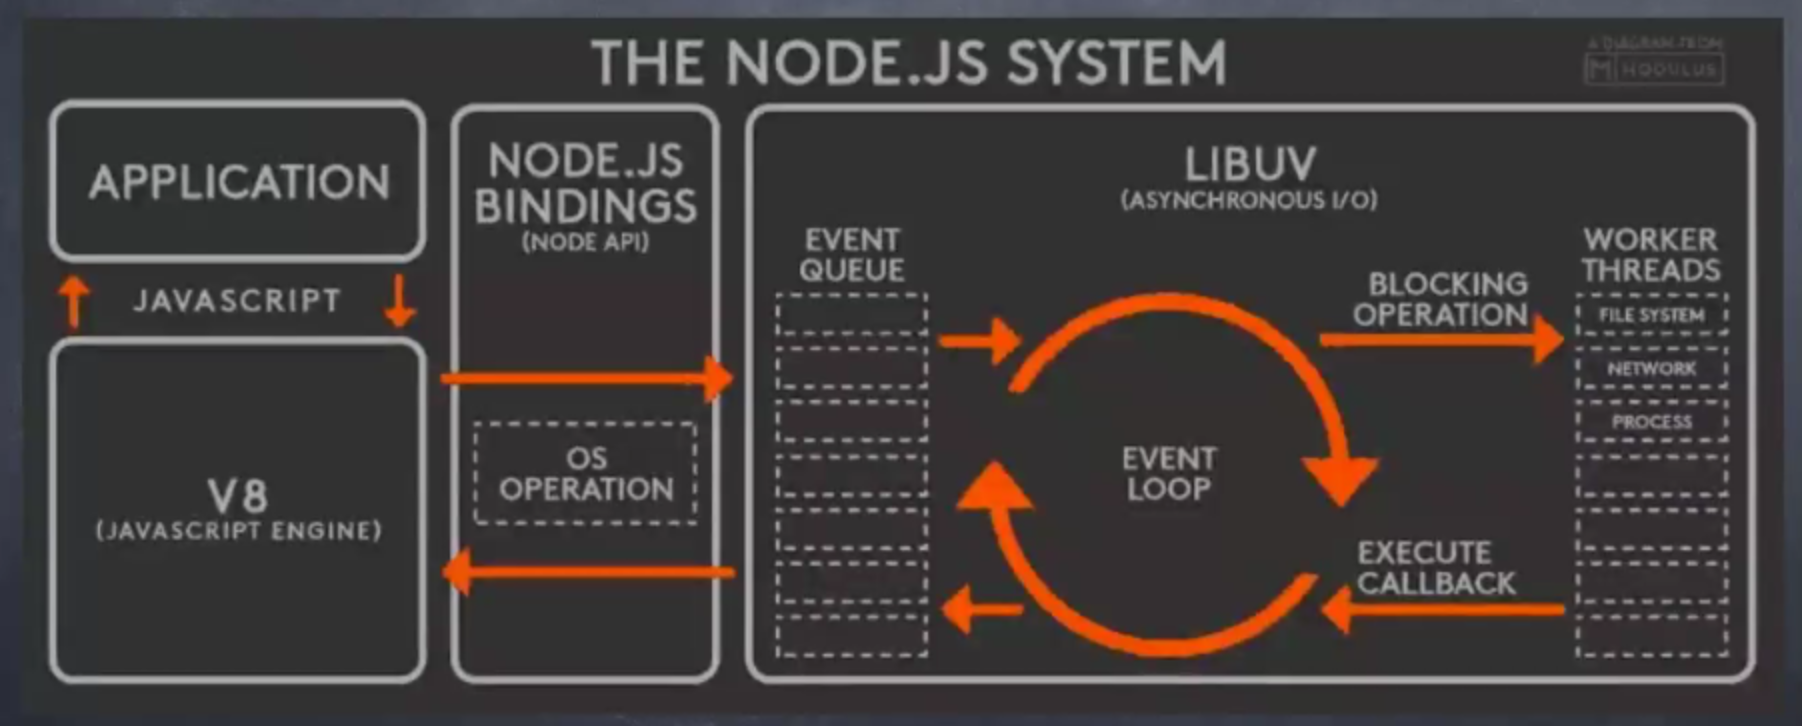 THE NODE.JS SYSTEM
A DIAGRAM FROM
M MODULUS
APPLICATION
JAVASCRIPT
V8
(JAVASCRIPT ENGINE)
NODE.JS
BINDINGS
(NODE API)
OS
OPERATION
LIBUV
(ASYNCHRONOUS I/O)
EVENT
QUEUE
EVENT
LOOP
BLOCKING
OPERATION
EXECUTE
CALLBACK
WORKER
THREADS
FILE SYSTEM
NETWORK
PROCESS